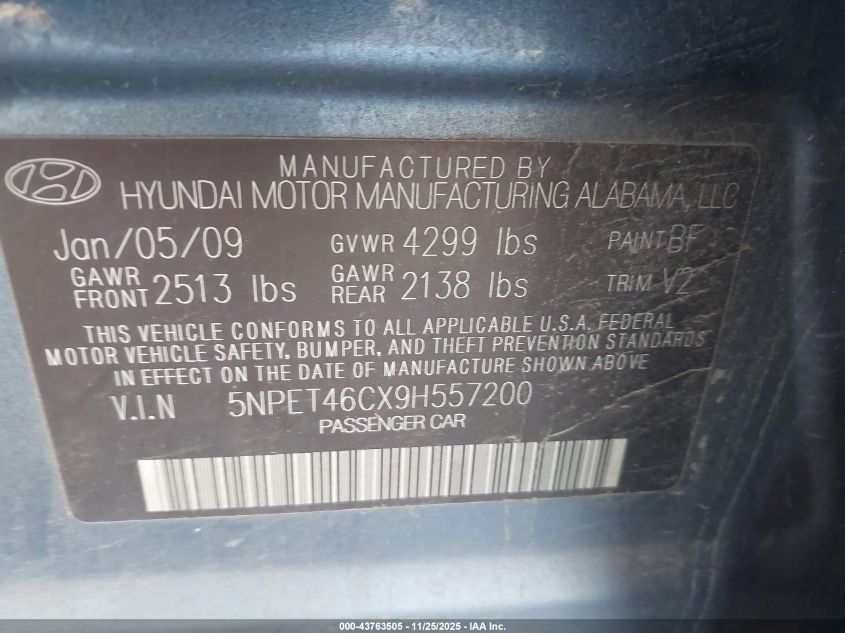 MANUFACTURED BY
HYUNDAI MOTOR MANUFACTURING ALABAMA, LLC
Jan/05/09 GVWR 4299 lbs PAINT BF
GAWR FRONT 2513 lbs GAWR REAR 2138 lbs TRIM V2
THIS VEHICLE CONFORMS TO ALL APPLICABLE U.S.A. FEDERAL
MOTOR VEHICLE SAFETY, BUMPER, AND THEFT PREVENTION STANDARDS
IN EFFECT ON THE DATE OF MANUFACTURE SHOWN ABOVE
V.I.N 5NPET46CX9H557200
PASSENGER CAR
000-43763505 - 11/25/2025 - IAA Inc.